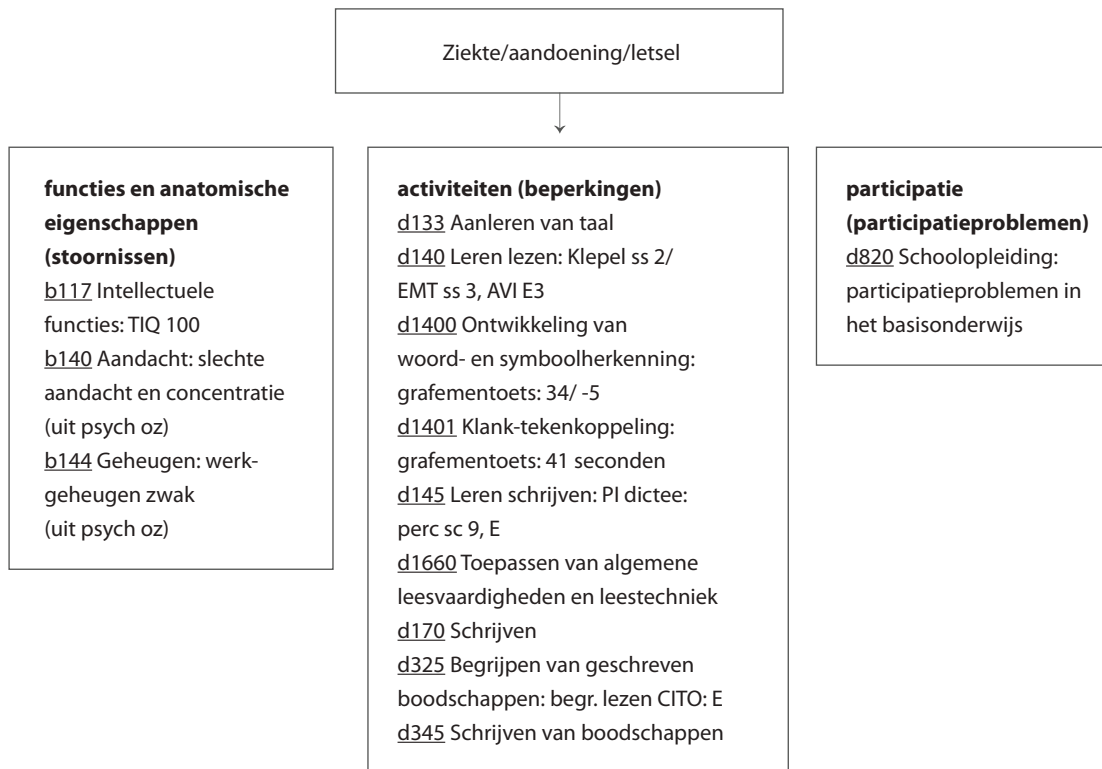 Ziekte/aandoening/letsel
functies en anatomische
eigenschappen
(stoornissen)
b117 Intellectuele
functies: TIQ 100
b140 Aandacht: slechte
aandacht en concentratie
(uit psych oz)
b144 Geheugen: werk-
geheugen zwak
(uit psych oz)
activiteiten (beperkingen)
d133 Aanleren van taal
d140 Leren lezen: Klepel ss 2/
EMT ss 3, AVI E3
d1400 Ontwikkeling van
woord- en symboolherkenning:
grafementoets: 34/ -5
d1401 Klank-tekenkoppeling:
grafementoets: 41 seconden
d145 Leren schrijven: PI dictee:
perc sc 9, E
d1660 Toepassen van algemene
leesvaardigheden en leestechniek
d170 Schrijven
d325 Begrijpen van geschreven
boodschappen: begr. lezen CITO: E
d345 Schrijven van boodschappen
participatie
(participatieproblemen)
d820 Schoolopleiding:
participatieproblemen in
het basisonderwijs